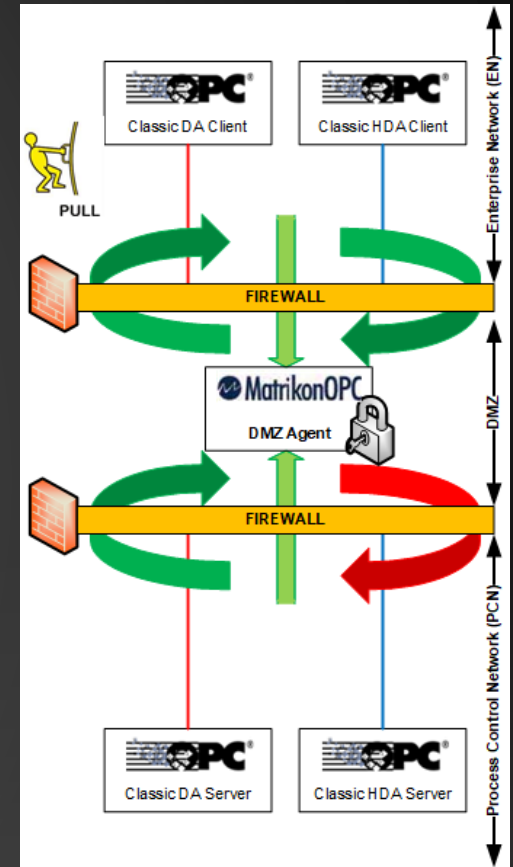 OPC®
OPC®
Classic DA Client
Classic HDA Client
PULL
Enterprise Network (EN)
FIREWALL
MatrikonOPC
DMZ Agent
DMZ
FIREWALL
Process Control Network (PCN)
OPC®
OPC®
Classic DA Server
Classic HDA Server